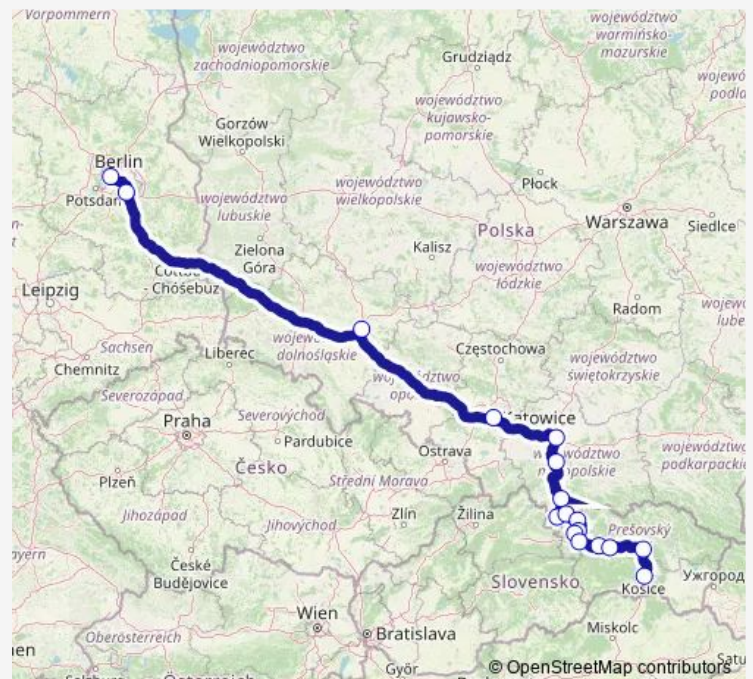 Vorpommern
województwo
zachodniopomorskie
województwo
warmińsko-
mazurskie
Grudziądz
województwo
kujawsko-
pomorskie
Gorzów
Wielkopolski
Berlin
Potsdam
województwo
lubuskie
województwo
wielkopolskie
Płock
Warszawa
Siedlce
Polska
Zielona
Góra
Kalisz
województwo
łódzkie
- Chóśebuz
Leipzig
Radom
Sachsen
Chemnitz
Liberec
dolnośląskie
Częstochowa
województwo
świętokrzyskie
Severozápad
Severovýchod
Praha
Pardubice
Katowice
Ostrava
województwo
podkarpackie
Plzeň
Česko
Střední Morava
Jihozápad
Jihovýchod
Zlín
Žilina
Prešovský
České
Budějovice
Slovensko
Košice
Ужгород
Wien
Bratislava
Miskolc
Oberösterreich
Győr
© OpenStreetMap contributors